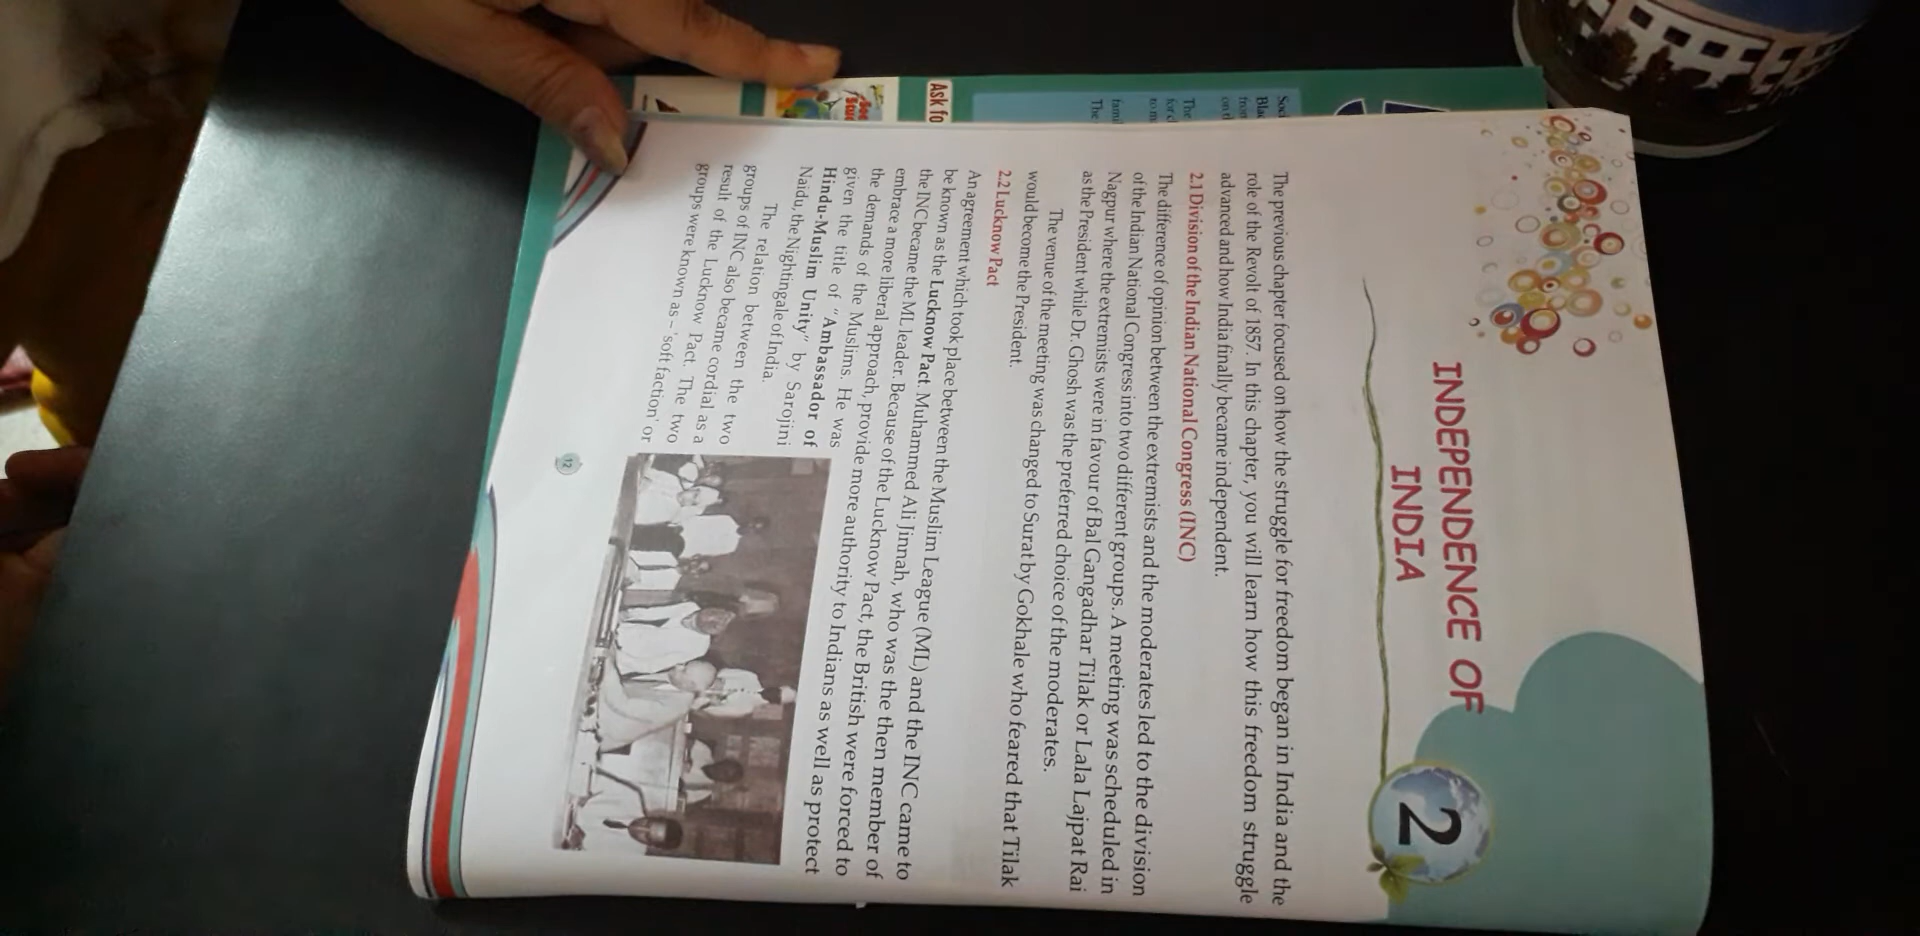 INDEPENDENCE OF
INDIA
2
The previous chapter focused on how the struggle for freedom began in India and the
role of the Revolt of 1857. In this chapter, you will learn how this freedom struggle
advanced and how India finally became independent.
2.1 Division of the Indian National Congress (INC)
The difference of opinion between the extremists and the moderates led to the division
of the Indian National Congress into two different groups. A meeting was scheduled in
Nagpur where the extremists were in favour of Bal Gangadhar Tilak or Lala Lajpat Rai
as the President while Dr. Ghosh was the preferred choice of the moderates.
The venue of the meeting was changed to Surat by Gokhale who feared that Tilak
would become the President.
2.2 Lucknow Pact
An agreement which took place between the Muslim League (ML) and the INC came to
be known as the Lucknow Pact. Muhammed Ali Jinnah, who was the them member of
the INC became the ML leader. Because of the Lucknow Pact, the British were forced to
embrace a more liberal approach, provide more authority to Indians as well as protect
the demands of the Muslims. He was
given the title of "Ambassador of
Hindu-Muslim Unity" by Sarojini
Naidu, the Nightingale of India.
The relation between the two
groups of INC also became cordial as a
result of the Lucknow Pact. The two
groups were known as – 'soft faction' or
12
Ask fo
The
The